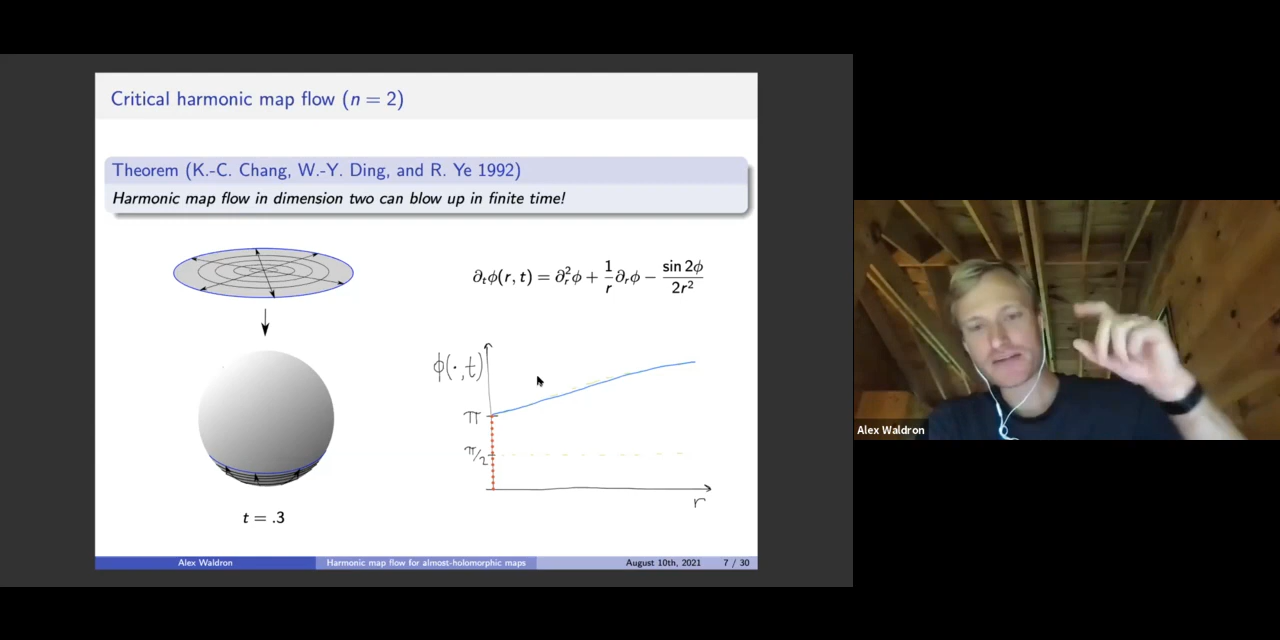 Critical harmonic map flow (n = 2)
Theorem (K.-C. Chang, W.-Y. Ding, and R. Ye 1992)
Harmonic map flow in dimension two can blow up in finite time!
∂ₜϕ(r, t) = ∂ᵣ²ϕ + 1/r ∂ᵣϕ − sin 2ϕ / 2r²
ϕ(·,t)
π
π/2
r
t = .3
Alex Waldron
Harmonic map flow for almost-holomorphic maps
August 10th, 2021
7 / 30
Alex Waldron